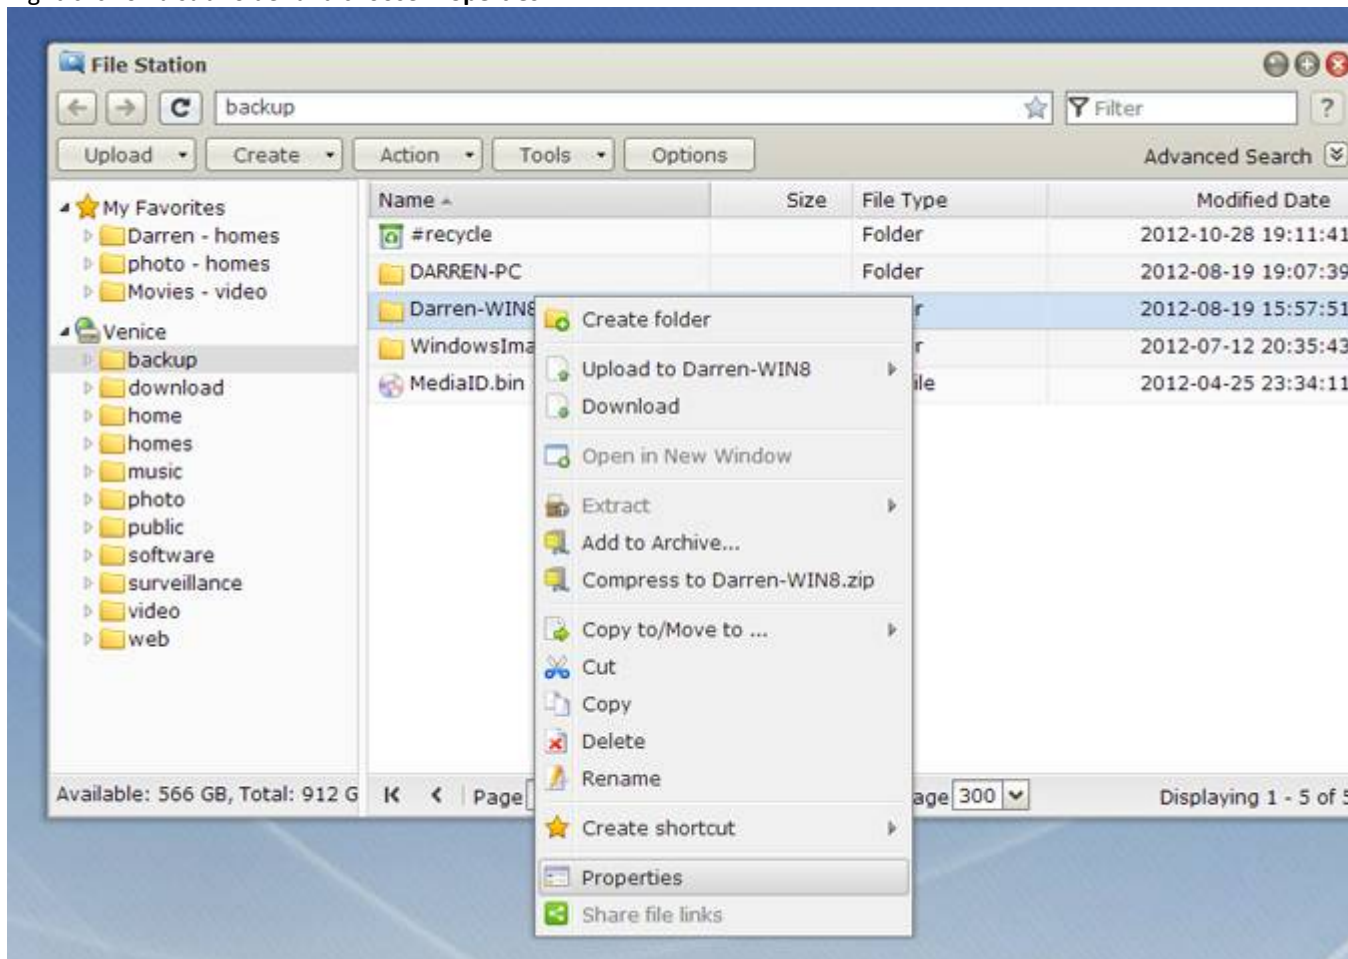 File Station
backup
Filter
?
Upload Create Action Tools Options Advanced Search
My Favorites
Darren - homes
photo - homes
Movies - video
Venice
backup
download
home
homes
music
photo
public
software
surveillance
video
web
Available: 566 GB, Total: 912 G
Name Size File Type Modified Date
#recycle Folder 2012-10-28 19:11:41
DARREN-PC Folder 2012-08-19 19:07:39
Darren-WIN8 r 2012-08-19 15:57:51
WindowsIma r 2012-07-12 20:35:43
MediaID.bin ile 2012-04-25 23:34:11
Create folder
Upload to Darren-WIN8
Download
Open in New Window
Extract
Add to Archive...
Compress to Darren-WIN8.zip
Copy to/Move to ...
Cut
Copy
Delete
Rename
Create shortcut
Properties
Share file links
Page age 300 Displaying 1 - 5 of 5